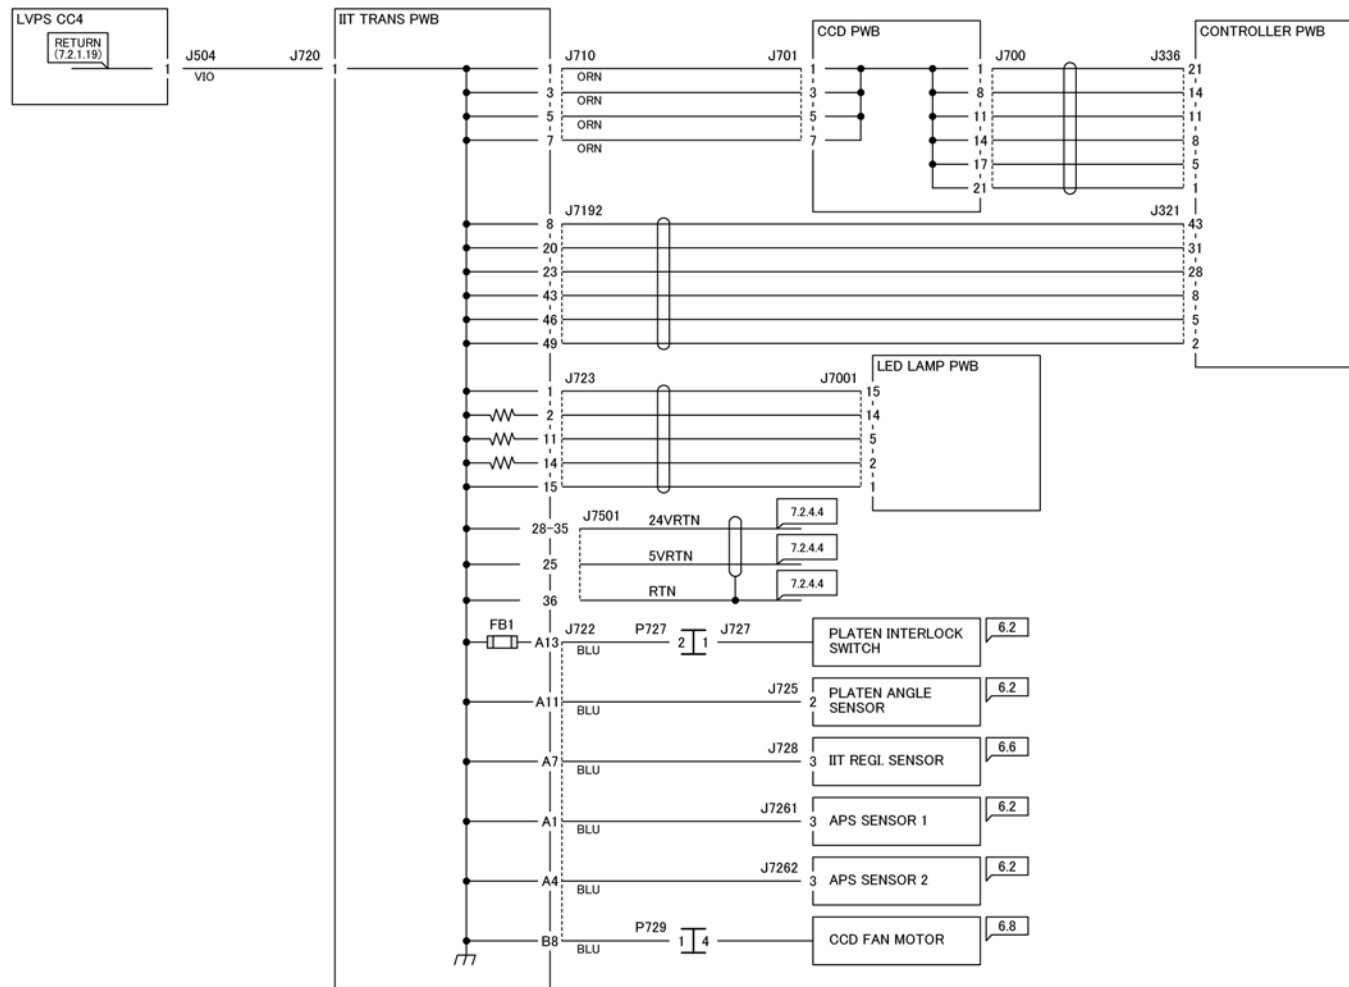 LVPS CC4
IIT TRANS PWB
CCD PWB
CONTROLLER PWB
RETURN
(7.2.1.19)
1 J504 J720 1
VIO
1 J710 J701 1 1 J700 J336 21
ORN
3 3 8 14
ORN
5 5 11 11
ORN
7 7 14 8
ORN
17 5
21 1
J7192 J321
8 43
20 31
23 28
43 8
46 5
49 2
LED LAMP PWB
J723 J7001
1 15
2 14
11 5
14 2
15 1
J7501
28-35 24VRTN 7.2.4.4
25 5VRTN 7.2.4.4
36 RTN 7.2.4.4
FB1 J722 P727 J727
A13 BLU 2 1 PLATEN INTERLOCK
SWITCH
6.2
J725
A11 BLU 2 PLATEN ANGLE
SENSOR
6.2
J728
A7 BLU 3 IIT REGI. SENSOR 6.6
J7261
A1 BLU 3 APS SENSOR 1 6.2
J7262
A4 BLU 3 APS SENSOR 2 6.2
P729
B8 BLU 1 4 CCD FAN MOTOR 6.8